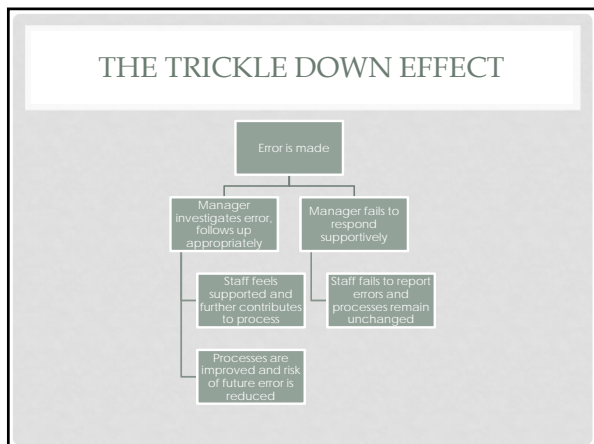 THE TRICKLE DOWN EFFECT
Error is made
Manager
investigates error,
follows up
appropriately
Manager fails to
respond
supportively
Staff feels
supported and
further contributes
to process
Staff fails to report
errors and
processes remain
unchanged
Processes are
improved and risk
of future error is
reduced